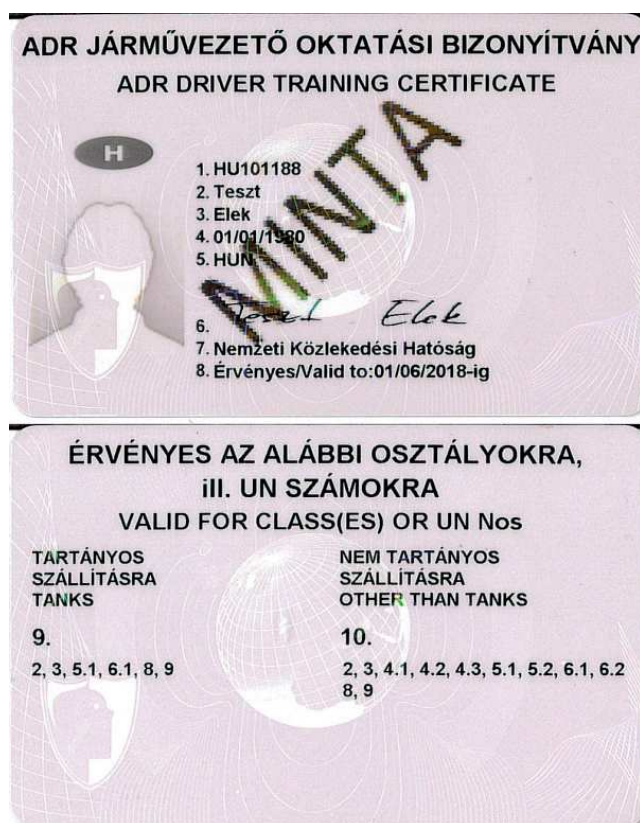 ADR JÁRMŰVEZETŐ OKTATÁSI BIZONYÍTVÁNY
ADR DRIVER TRAINING CERTIFICATE
H
1. HU101188
2. Teszt
3. Elek
4. 01/01/1980
5. HUN
MINTA
6. Teszt Elek
7. Nemzeti Közlekedési Hatóság
8. Érvényes/Valid to:01/06/2018-ig
ÉRVÉNYES AZ ALÁBBI OSZTÁLYOKRA,
ill. UN SZÁMOKRA
VALID FOR CLASS(ES) OR UN Nos
TARTÁNYOS
SZÁLLÍTÁSRA
TANKS
9.
2, 3, 5.1, 6.1, 8, 9
NEM TARTÁNYOS
SZÁLLÍTÁSRA
OTHER THAN TANKS
10.
2, 3, 4.1, 4.2, 4.3, 5.1, 5.2, 6.1, 6.2
8, 9